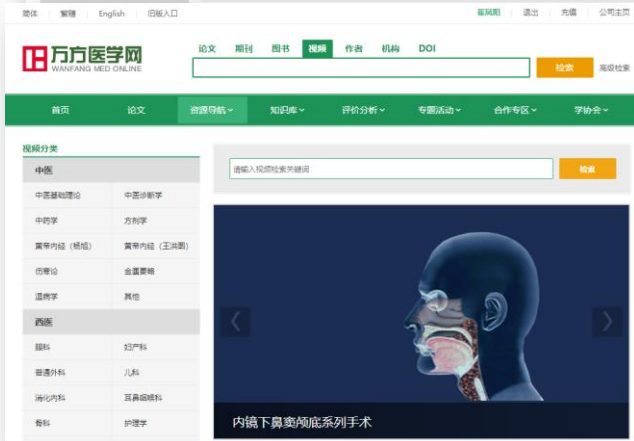 简体 繁體 English 旧版入口 崔凤阳 退出 充值 公司主页
万方医学网
WANFANG MED ONLINE
论文 期刊 图书 视频 作者 机构 DOI
检索 高级检索
首页 论文 资源导航 知识库 评价分析 专题活动 合作专区 学协会
视频分类
中医
请输入视频检索关键词 检索
中医基础理论 中医诊断学
中药学 方剂学
黄帝内经（杨旭） 黄帝内经（王洪图）
伤寒论 金匮要略
温病学 其他
西医
眼科 妇产科
普通外科 儿科
消化内科 耳鼻咽喉科
骨科 护理学
内镜下鼻窦颅底系列手术